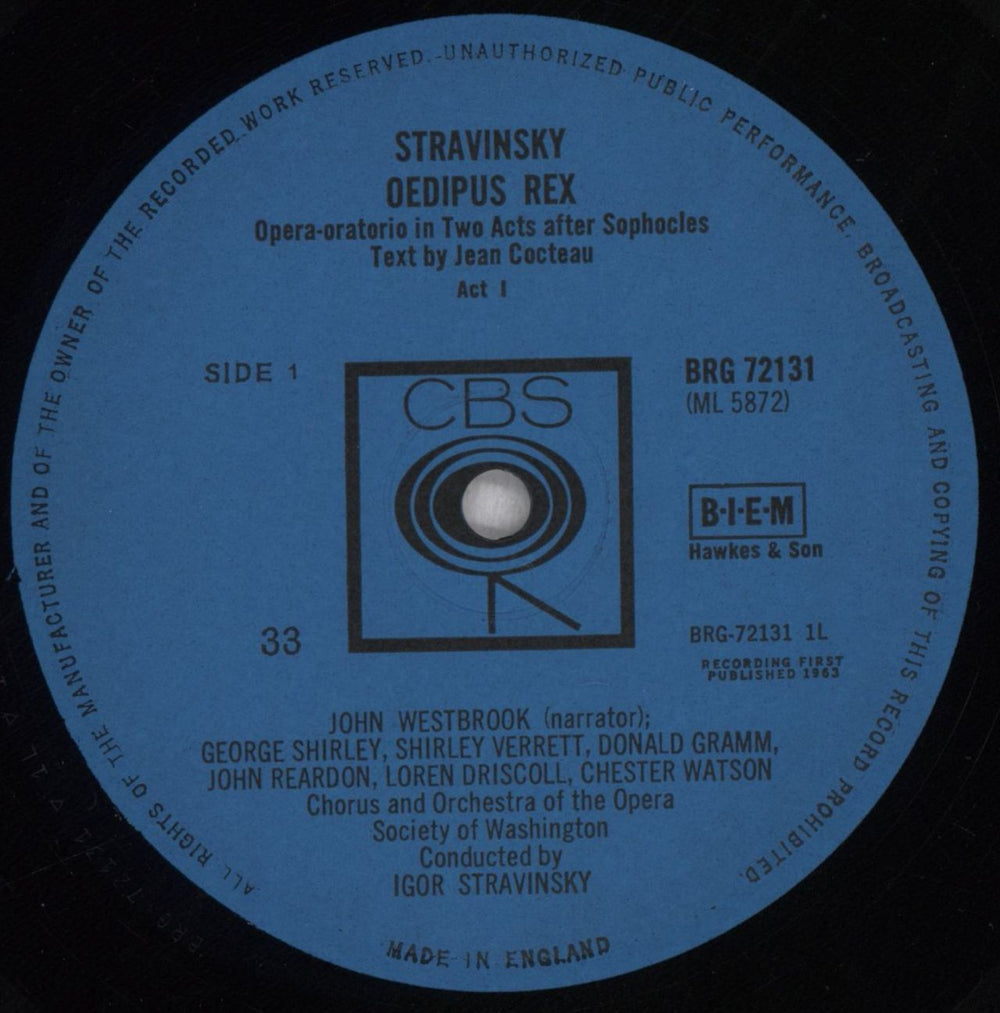 ALL RIGHTS OF THE MANUFACTURER AND OF THE OWNER OF THE RECORDED WORK RESERVED.-UNAUTHORIZED PUBLIC PERFORMANCE, BROADCASTING AND COPYING OF THIS RECORD PROHIBITED.
STRAVINSKY
OEDIPUS REX
Opera-oratorio in Two Acts after Sophocles
Text by Jean Cocteau
Act I
SIDE 1
CBS
BRG 72131
(ML 5872)
B·I·E·M
Hawkes & Son
33
BRG-72131 1L
RECORDING FIRST
PUBLISHED 1963
JOHN WESTBROOK (narrator);
GEORGE SHIRLEY, SHIRLEY VERRETT, DONALD GRAMM,
JOHN REARDON, LOREN DRISCOLL, CHESTER WATSON
Chorus and Orchestra of the Opera
Society of Washington
Conducted by
IGOR STRAVINSKY
MADE IN ENGLAND